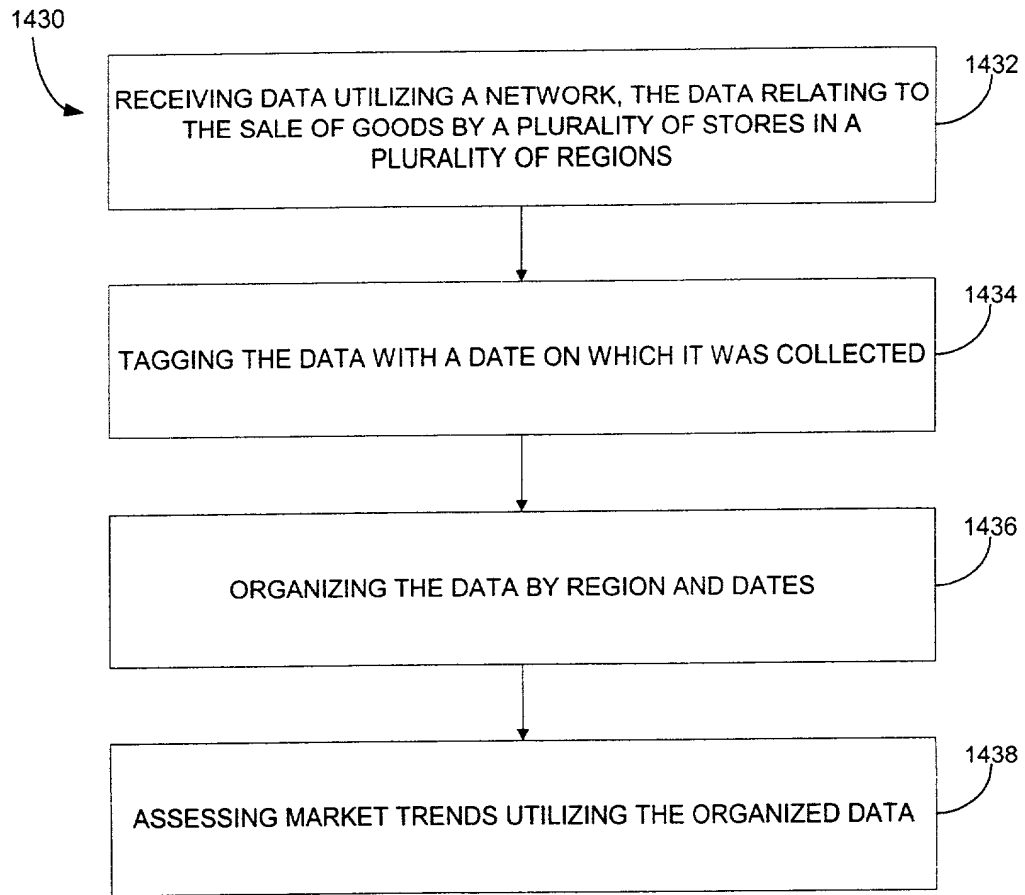 1430
1432
RECEIVING DATA UTILIZING A NETWORK, THE DATA RELATING TO
THE SALE OF GOODS BY A PLURALITY OF STORES IN A
PLURALITY OF REGIONS
1434
TAGGING THE DATA WITH A DATE ON WHICH IT WAS COLLECTED
1436
ORGANIZING THE DATA BY REGION AND DATES
1438
ASSESSING MARKET TRENDS UTILIZING THE ORGANIZED DATA